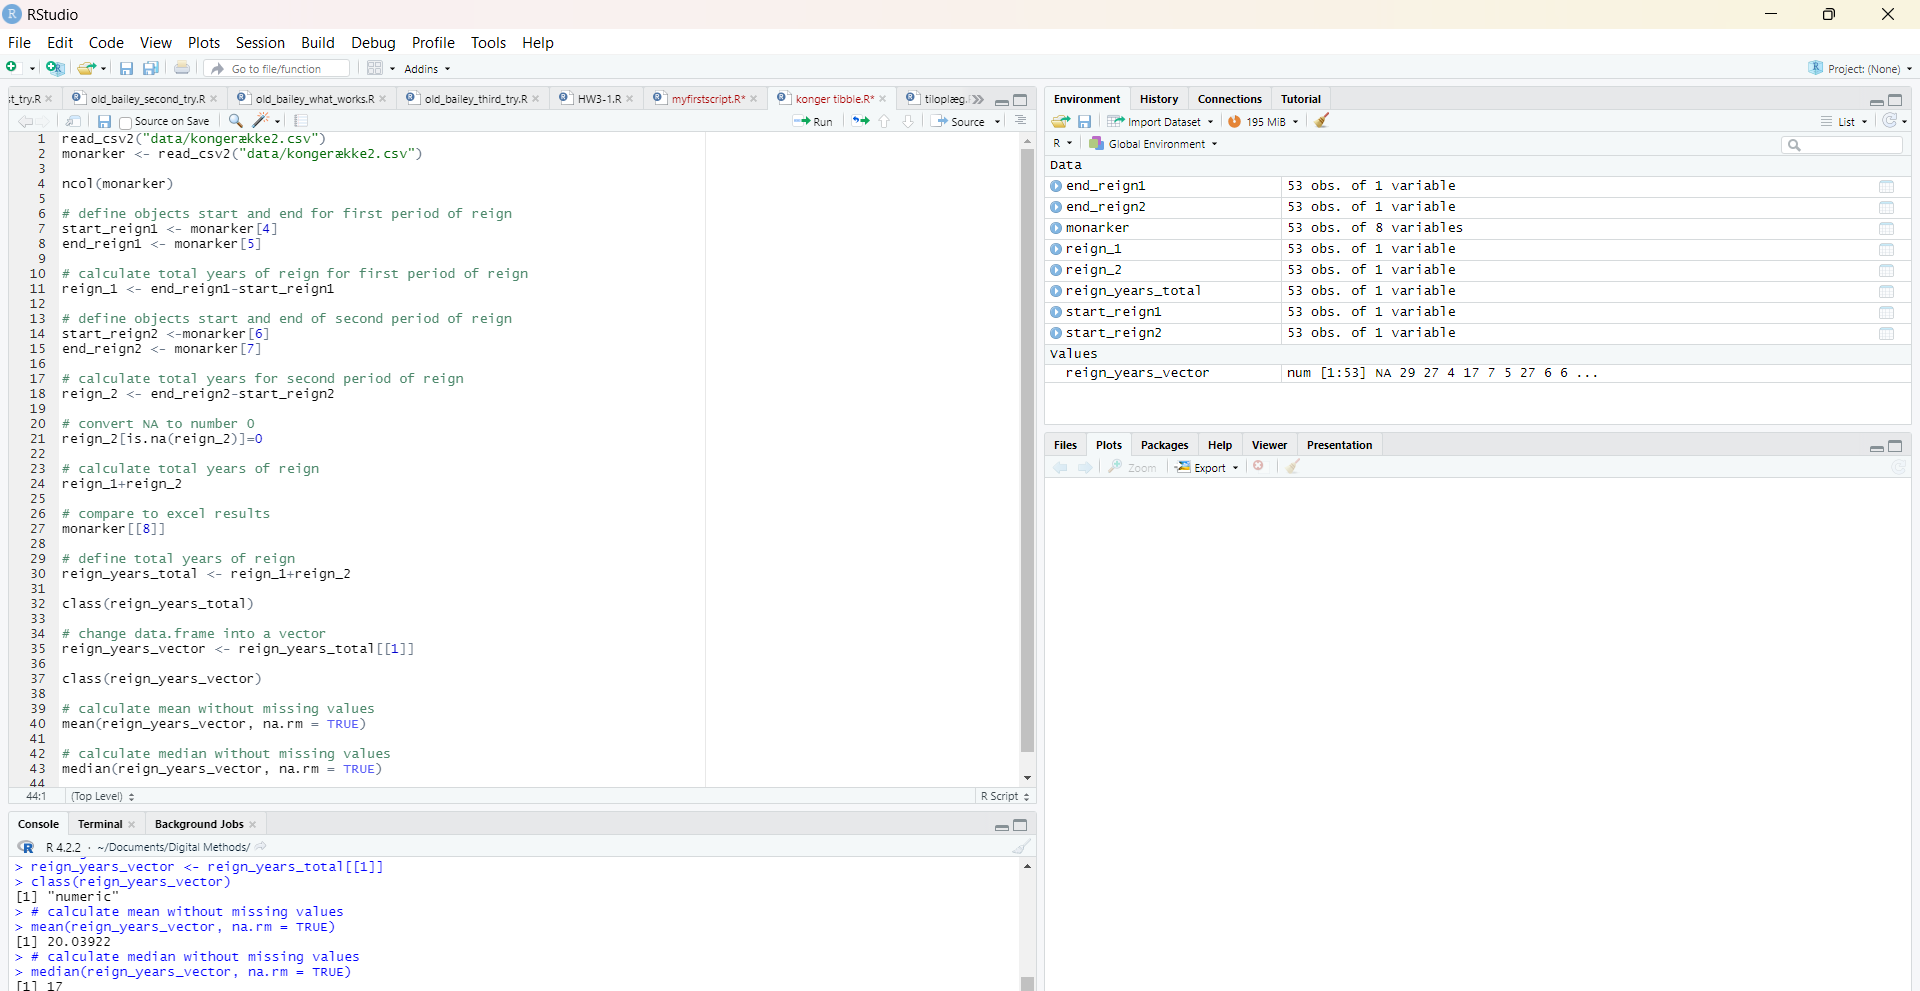 RStudio
File Edit Code View Plots Session Build Debug Profile Tools Help
Go to file/function Addins Project: (None)
t_try.R old_bailey_second_try.R old_bailey_what_works.R old_bailey_third_try.R HW3-1.R myfirstscript.R* konger tibble.R* tiloplæg.
Source on Save Run Source
1 read_csv2("data/kongerække2.csv")
2 monarker <- read_csv2("data/kongerække2.csv")
3
4 ncol(monarker)
5
6 # define objects start and end for first period of reign
7 start_reign1 <- monarker[4]
8 end_reign1 <- monarker[5]
9
10 # calculate total years of reign for first period of reign
11 reign_1 <- end_reign1-start_reign1
12
13 # define objects start and end of second period of reign
14 start_reign2 <-monarker[6]
15 end_reign2 <- monarker[7]
16
17 # calculate total years for second period of reign
18 reign_2 <- end_reign2-start_reign2
19
20 # convert NA to number 0
21 reign_2[is.na(reign_2)]=0
22
23 # calculate total years of reign
24 reign_1+reign_2
25
26 # compare to excel results
27 monarker[[8]]
28
29 # define total years of reign
30 reign_years_total <- reign_1+reign_2
31
32 class(reign_years_total)
33
34 # change data.frame into a vector
35 reign_years_vector <- reign_years_total[[1]]
36
37 class(reign_years_vector)
38
39 # calculate mean without missing values
40 mean(reign_years_vector, na.rm = TRUE)
41
42 # calculate median without missing values
43 median(reign_years_vector, na.rm = TRUE)
44
44:1 (Top Level) R Script
Console Terminal Background Jobs
R 4.2.2 · ~/Documents/Digital Methods/
> reign_years_vector <- reign_years_total[[1]]
> class(reign_years_vector)
[1] "numeric"
> # calculate mean without missing values
> mean(reign_years_vector, na.rm = TRUE)
[1] 20.03922
> # calculate median without missing values
> median(reign_years_vector, na.rm = TRUE)
[1] 17
Environment History Connections Tutorial
Import Dataset 195 MiB List
R Global Environment
Data
end_reign1 53 obs. of 1 variable
end_reign2 53 obs. of 1 variable
monarker 53 obs. of 8 variables
reign_1 53 obs. of 1 variable
reign_2 53 obs. of 1 variable
reign_years_total 53 obs. of 1 variable
start_reign1 53 obs. of 1 variable
start_reign2 53 obs. of 1 variable
Values
reign_years_vector num [1:53] NA 29 27 4 17 7 5 27 6 6 ...
Files Plots Packages Help Viewer Presentation
Zoom Export